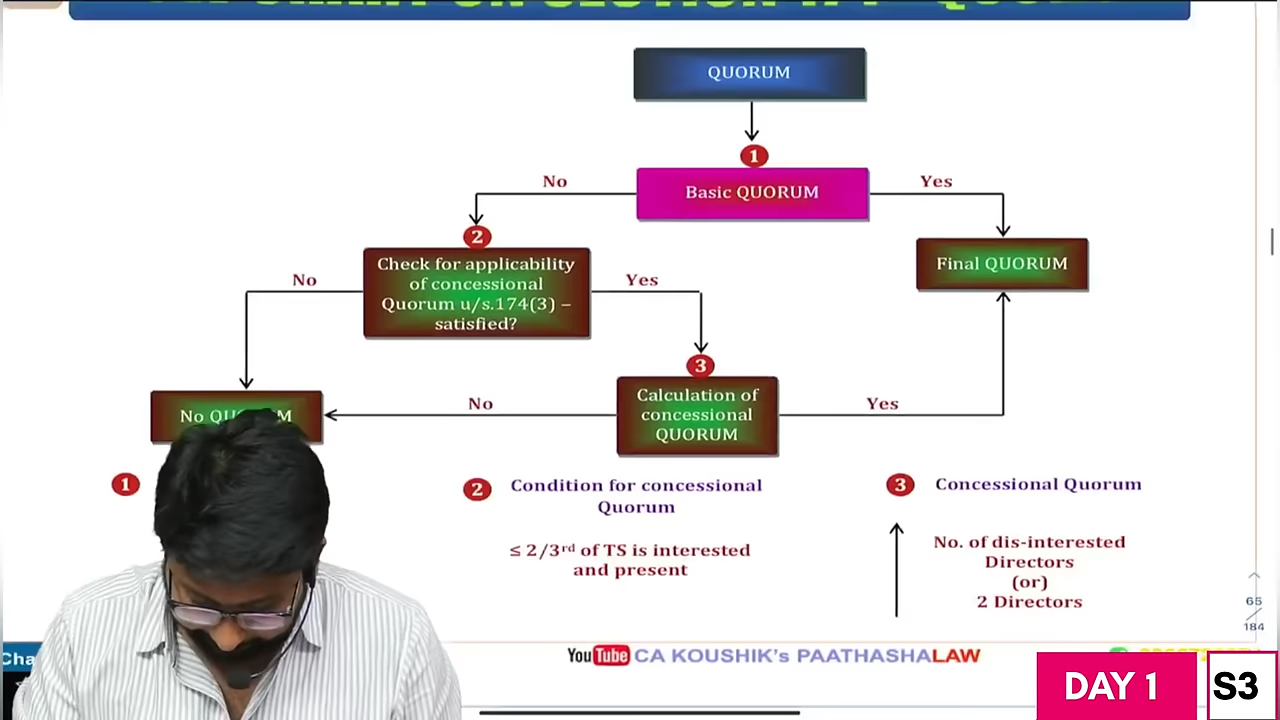 QUORUM
1
Basic QUORUM
No
Yes
2
Check for applicability
of concessional
Quorum u/s.174(3) –
satisfied?
Final QUORUM
No
Yes
3
Calculation of
concessional
QUORUM
No
Yes
No
1
2
Condition for concessional
Quorum
≤ 2/3rd of TS is interested
and present
3
Concessional Quorum
No. of dis-interested
Directors
(or)
2 Directors
65
184
Cha
YouTube CA KOUSHIK's PAATHASHALAW
DAY 1
S3